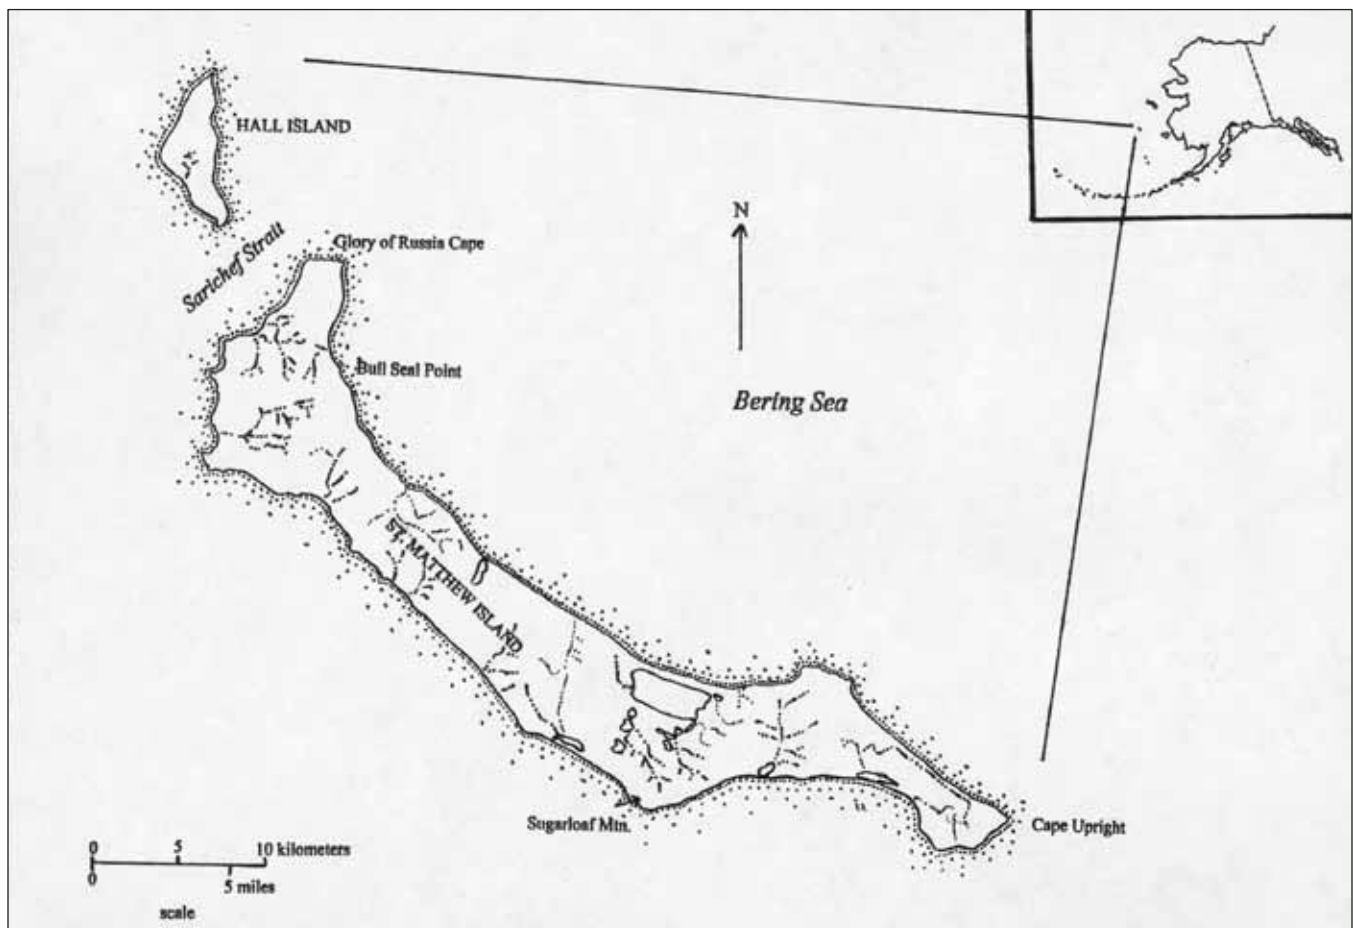 HALL ISLAND
N
Glory of Russia Cape
Sarichef Strait
Bull Seal Point
Bering Sea
ST. MATTHEW ISLAND
Sugarloaf Mtn.
Cape Upright
0 5 10 kilometers
0 5 miles
scale